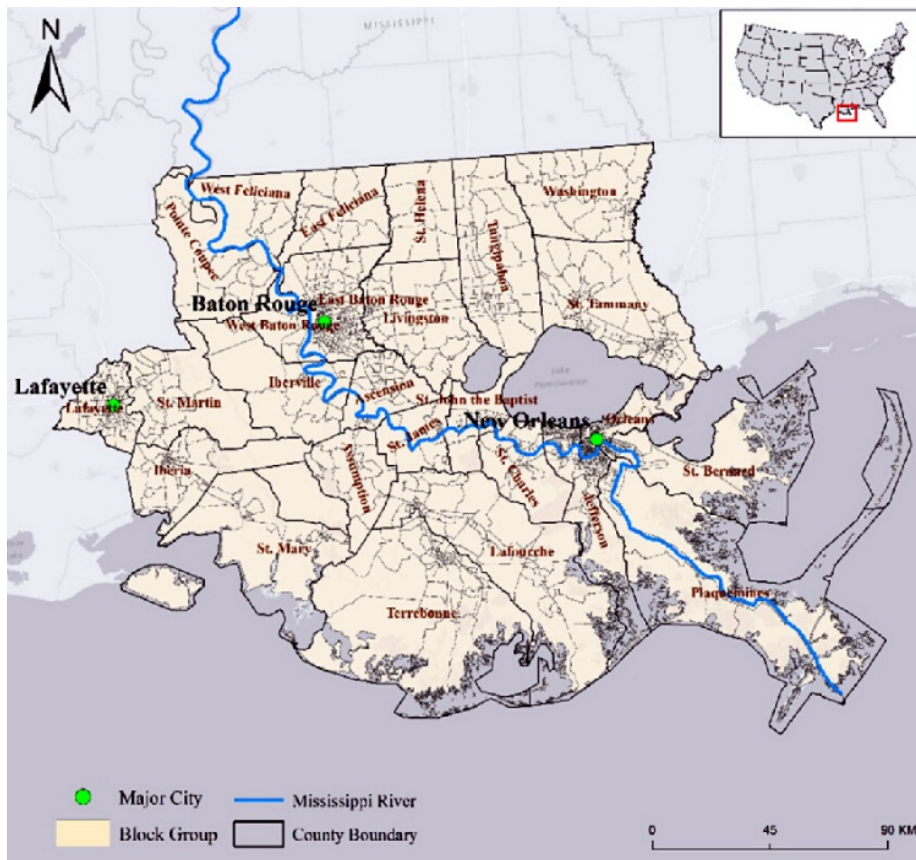 N
MISSISSIPPI
West Feliciana
East Feliciana
St. Helena
Washington
Pointe Coupee
Tangipahoa
St. Tammany
Baton Rouge
East Baton Rouge
West Baton Rouge
Livingston
Lake
Pontchartrain
Lafayette
Lafayette
St. Martin
Iberville
Ascension
St. John the Baptist
New Orleans
Orleans
St. James
Iberia
Assumption
St. Charles
St. Bernard
Jefferson
St. Mary
Lafourche
Terrebonne
Plaquemines
Major City
Mississippi River
Block Group
County Boundary
0 45 90 KM